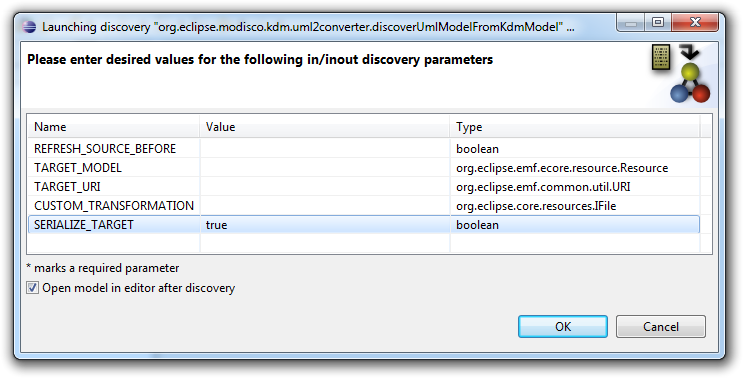 Launching discovery "org.eclipse.modisco.kdm.uml2converter.discoverUmlModelFromKdmModel" ...
Please enter desired values for the following in/inout discovery parameters
Name Value Type
REFRESH_SOURCE_BEFORE boolean
TARGET_MODEL org.eclipse.emf.ecore.resource.Resource
TARGET_URI org.eclipse.emf.common.util.URI
CUSTOM_TRANSFORMATION org.eclipse.core.resources.IFile
SERIALIZE_TARGET true boolean
* marks a required parameter
Open model in editor after discovery
OK Cancel